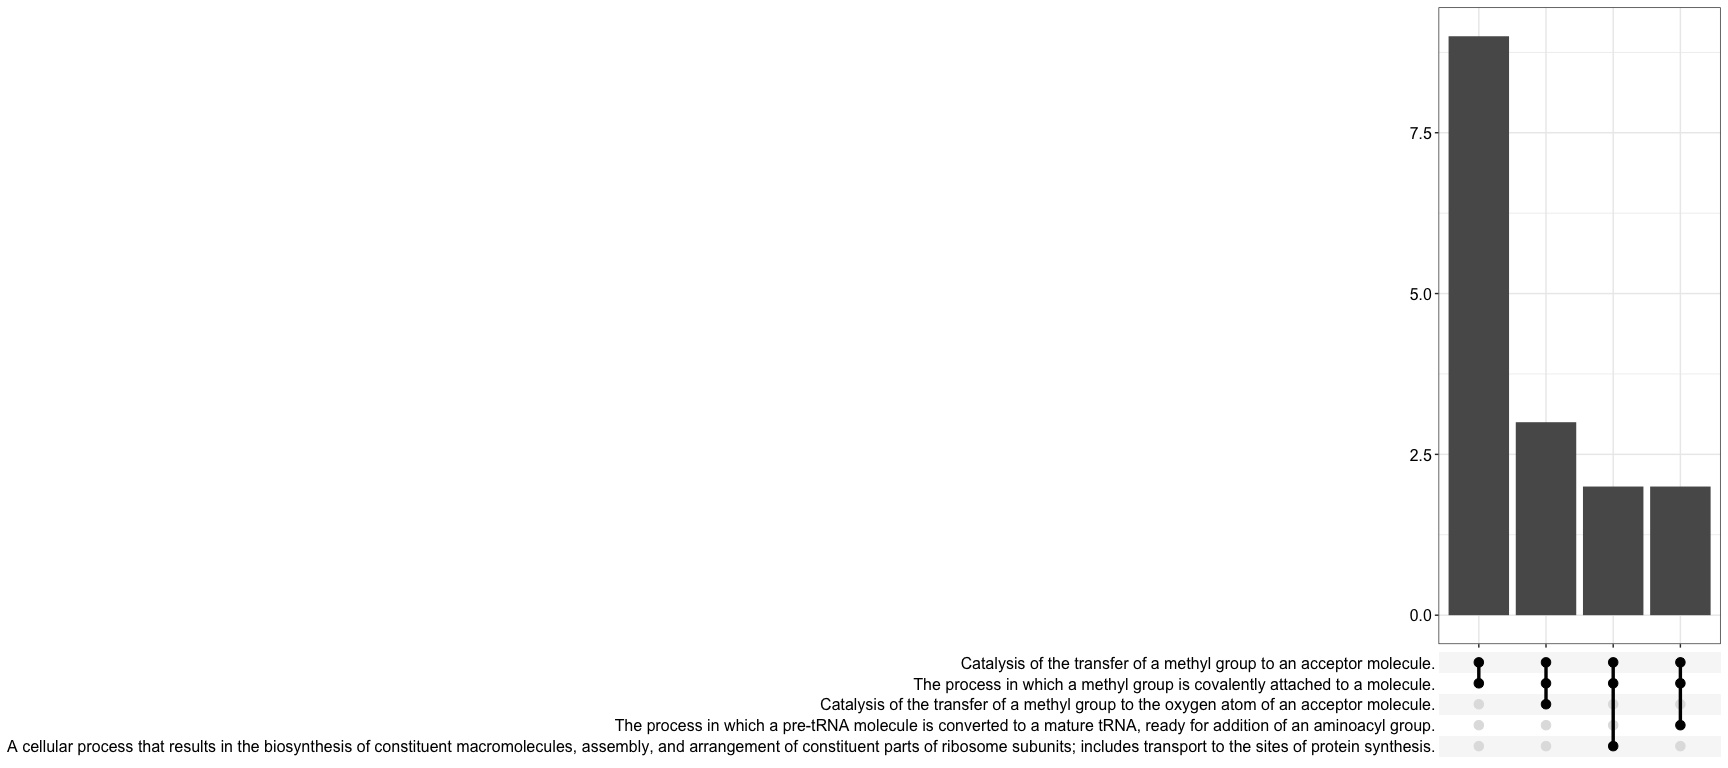 7.5
5.0
2.5
0.0
Catalysis of the transfer of a methyl group to an acceptor molecule.
The process in which a methyl group is covalently attached to a molecule.
Catalysis of the transfer of a methyl group to the oxygen atom of an acceptor molecule.
The process in which a pre-tRNA molecule is converted to a mature tRNA, ready for addition of an aminoacyl group.
A cellular process that results in the biosynthesis of constituent macromolecules, assembly, and arrangement of constituent parts of ribosome subunits; includes transport to the sites of protein synthesis.